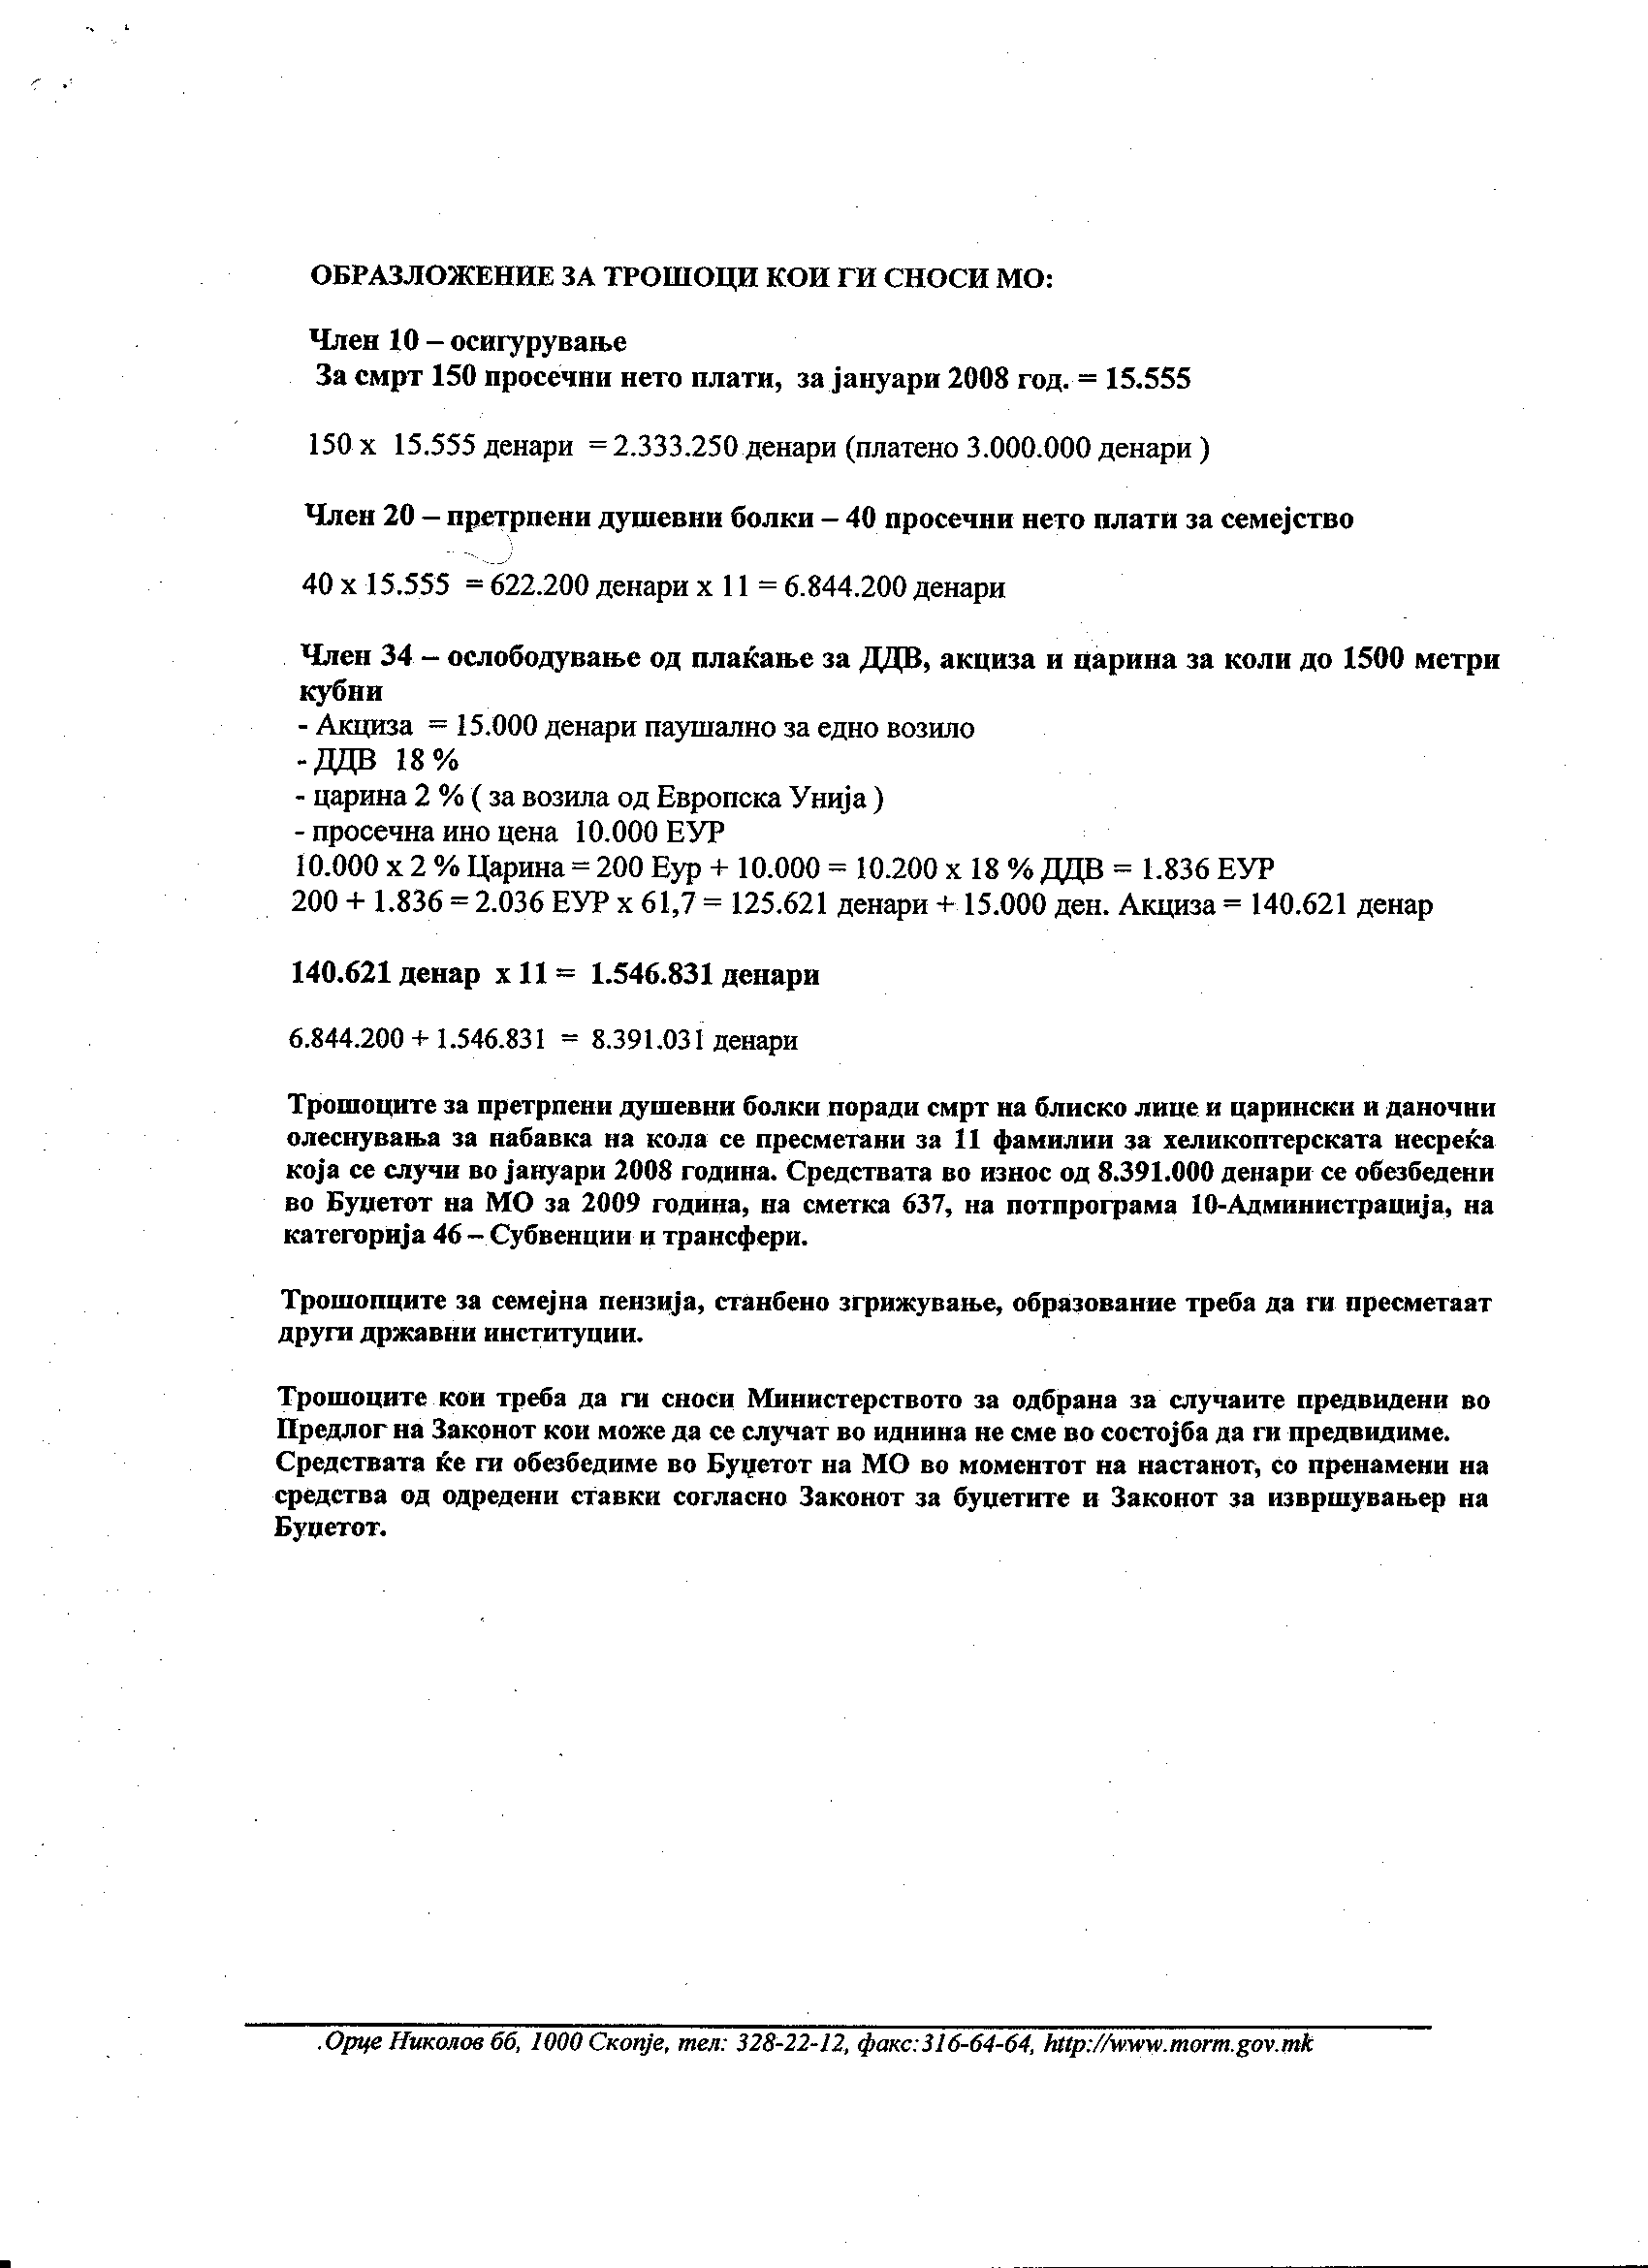 ОБРАЗЛОЖЕНИЕ ЗА ТРОШОЦИ КОИ ГИ СНОСИ МО:
Член 10 – осигурување
За смрт 150 просечни нето плати, за јануари 2008 год. = 15.555
150 х 15.555 денари = 2.333.250 денари (платено 3.000.000 денари )
Член 20 – претрпени душевни болки – 40 просечни нето плати за семејство
40 х 15.555 = 622.200 денари х 11 = 6.844.200 денари
Член 34 – ослободување од плаќање за ДДВ, акциза и царина за коли до 1500 метри
кубни
- Акциза = 15.000 денари паушално за едно возило
- ДДВ 18 %
- царина 2 % ( за возила од Европска Унија )
- просечна ино цена 10.000 ЕУР
10.000 х 2 % Царина = 200 Еур + 10.000 = 10.200 х 18 % ДДВ = 1.836 ЕУР
200 + 1.836 = 2.036 ЕУР х 61,7 = 125.621 денари + 15.000 ден. Акциза = 140.621 денар
140.621 денар х 11 = 1.546.831 денари
6.844.200 + 1.546.831 = 8.391.031 денари
Трошоците за претрпени душевни болки поради смрт на блиско лице и царински и даночни
олеснувања за набавка на кола се пресметани за 11 фамилии за хеликоптерската несреќа
која се случи во јануари 2008 година. Средствата во износ од 8.391.000 денари се обезбедени
во Буџетот на МО за 2009 година, на сметка 637, на потпрограма 10-Администрација, на
категорија 46 – Субвенции и трансфери.
Трошопците за семејна пензија, станбено згрижување, образование треба да ги пресметаат
други државни институции.
Трошоците кои треба да ги сноси Министерството за одбрана за случаите предвидени во
Предлог на Законот кои може да се случат во иднина не сме во состојба да ги предвидиме.
Средствата ќе ги обезбедиме во Буџетот на МО во моментот на настанот, со пренамени на
средства од одредени ставки согласно Законот за буџетите и Законот за извршувањер на
Буџетот.
.Орце Николов бб, 1000 Скопје, тел: 328-22-12, факс:316-64-64, http://www.morm.gov.mk